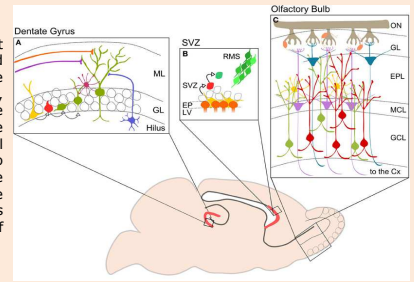 Dentate Gyrus
A
ML
GL
Hilus
SVZ
B
RMS
SVZ
EP
LV
Olfactory Bulb
C
ON
GL
EPL
MCL
GCL
to the Cx